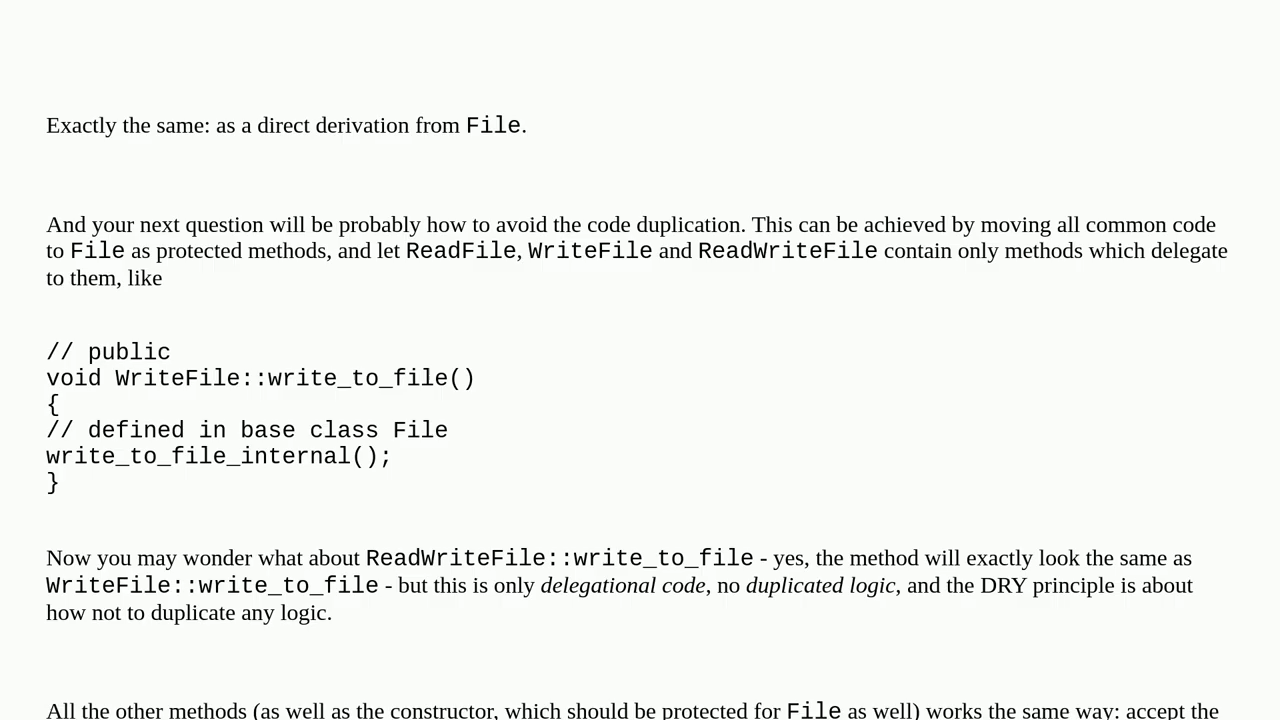 Exactly the same: as a direct derivation from File.
And your next question will be probably how to avoid the code duplication. This can be achieved by moving all common code
to File as protected methods, and let ReadFile, WriteFile and ReadWriteFile contain only methods which delegate
to them, like
// public
void WriteFile::write_to_file()
{
// defined in base class File
write_to_file_internal();
}
Now you may wonder what about ReadWriteFile::write_to_file - yes, the method will exactly look the same as
WriteFile::write_to_file - but this is only delegational code, no duplicated logic, and the DRY principle is about
how not to duplicate any logic.
All the other methods (as well as the constructor, which should be protected for File as well) works the same way: accept the